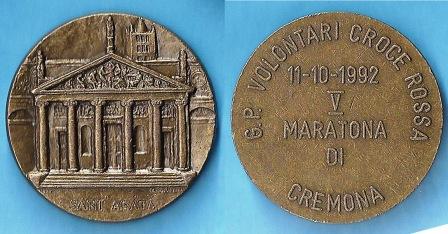 SANT'AGATA
G.P. VOLONTARI CROCE ROSSA
11-10-1992
V
MARATONA
DI
CREMONA